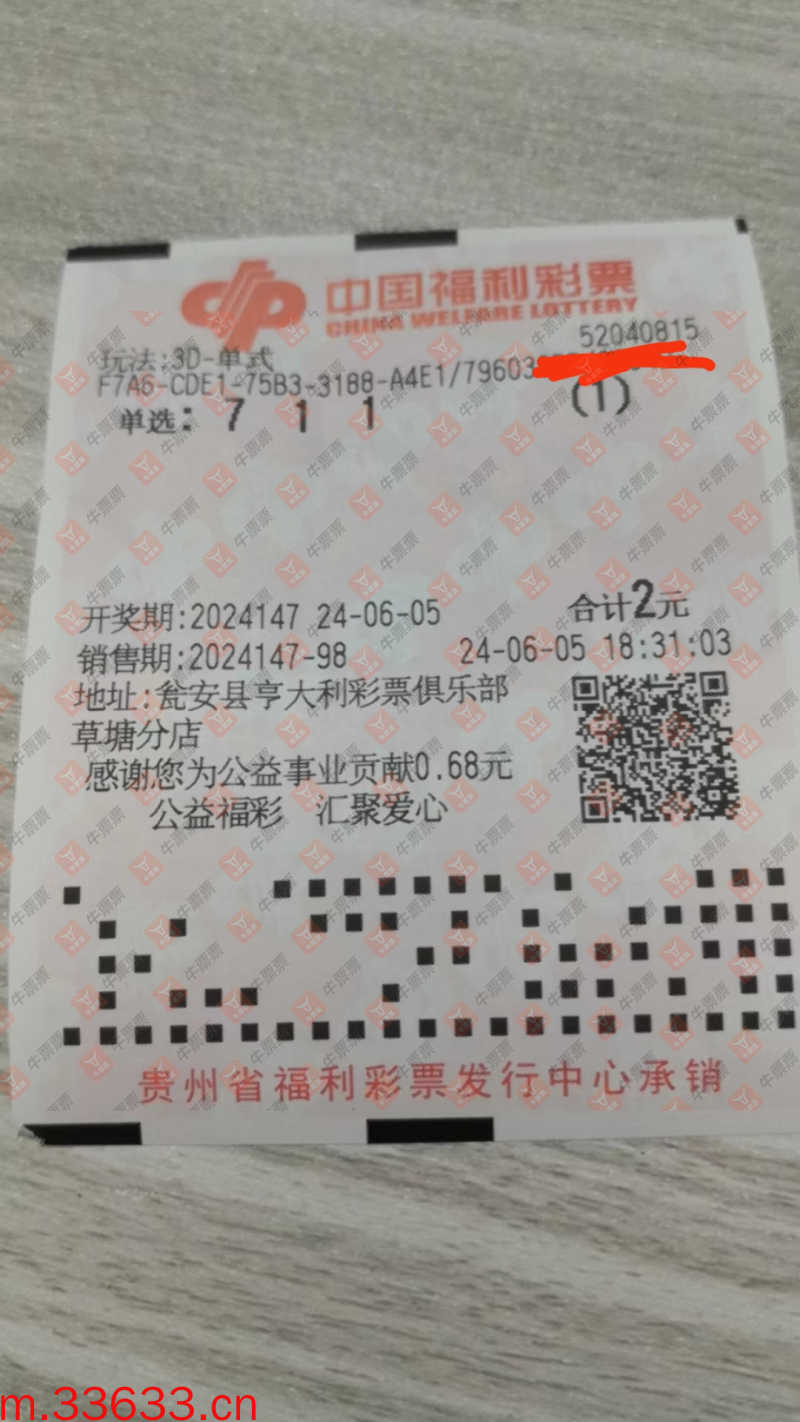 中国福利彩票
CHINA WELFARE LOTTERY
52040815
玩法:3D-单式
F7A6-CDE1-75B3-3188-A4E1/79603
单选: 7 1 1 (1)
开奖期:2024147 24-06-05 合计2元
销售期:2024147-98 24-06-05 18:31:03
地址:瓮安县亨大利彩票俱乐部
草塘分店
感谢您为公益事业贡献0.68元
公益福彩 汇聚爱心
贵州省福利彩票发行中心承销
牛票票
m.33633.cn